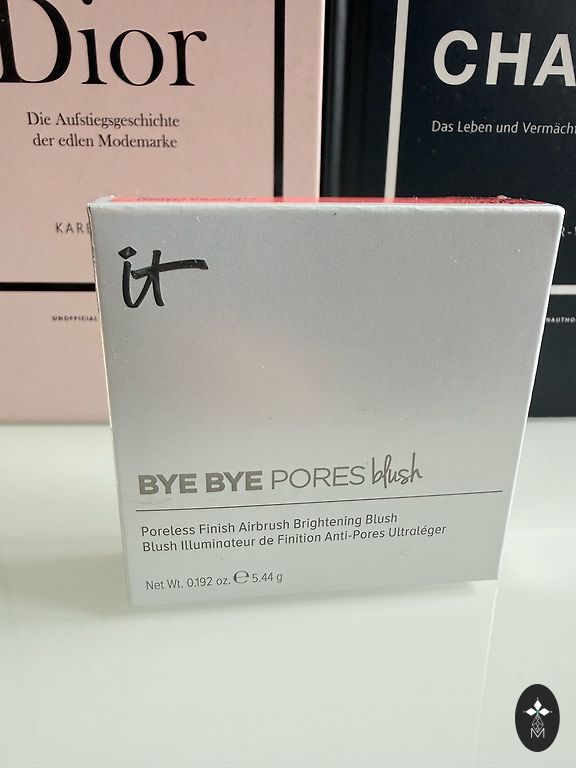 Dior
Die Aufstiegsgeschichte
der edlen Modemarke
UNOFFICIAL
CHA
Das Leben und Vermächt
it
BYE BYE PORES blush
Poreless Finish Airbrush Brightening Blush
Blush Illuminateur de Finition Anti-Pores Ultraléger
Net Wt. 0.192 oz. ℮ 5.44 g
M